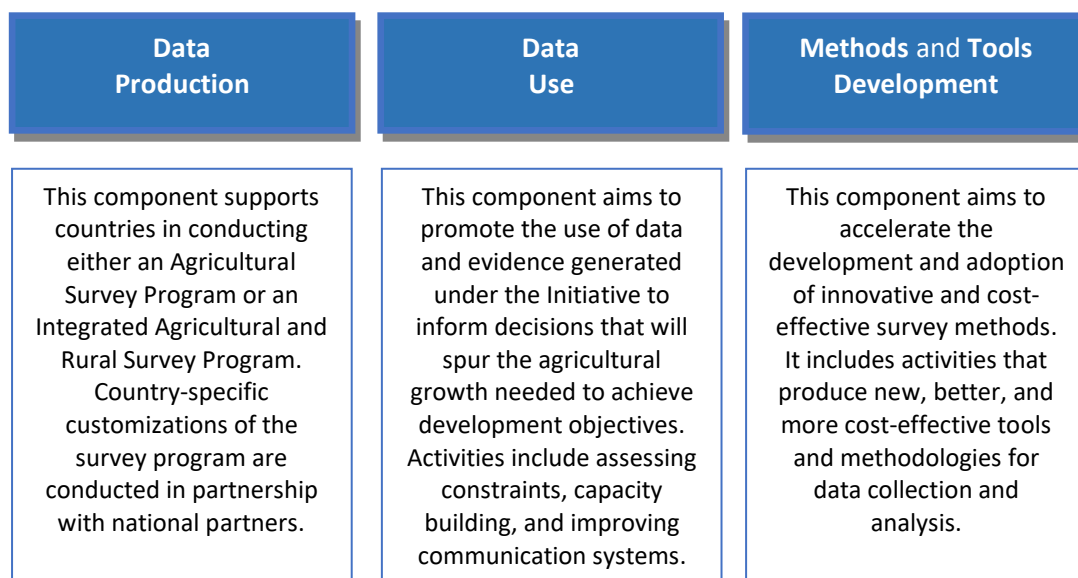 Data
Production
This component supports
countries in conducting
either an Agricultural
Survey Program or an
Integrated Agricultural and
Rural Survey Program.
Country-specific
customizations of the
survey program are
conducted in partnership
with national partners.
Data
Use
This component aims to
promote the use of data
and evidence generated
under the Initiative to
inform decisions that will
spur the agricultural
growth needed to achieve
development objectives.
Activities include assessing
constraints, capacity
building, and improving
communication systems.
Methods and Tools
Development
This component aims to
accelerate the
development and adoption
of innovative and cost-
effective survey methods.
It includes activities that
produce new, better, and
more cost-effective tools
and methodologies for
data collection and
analysis.